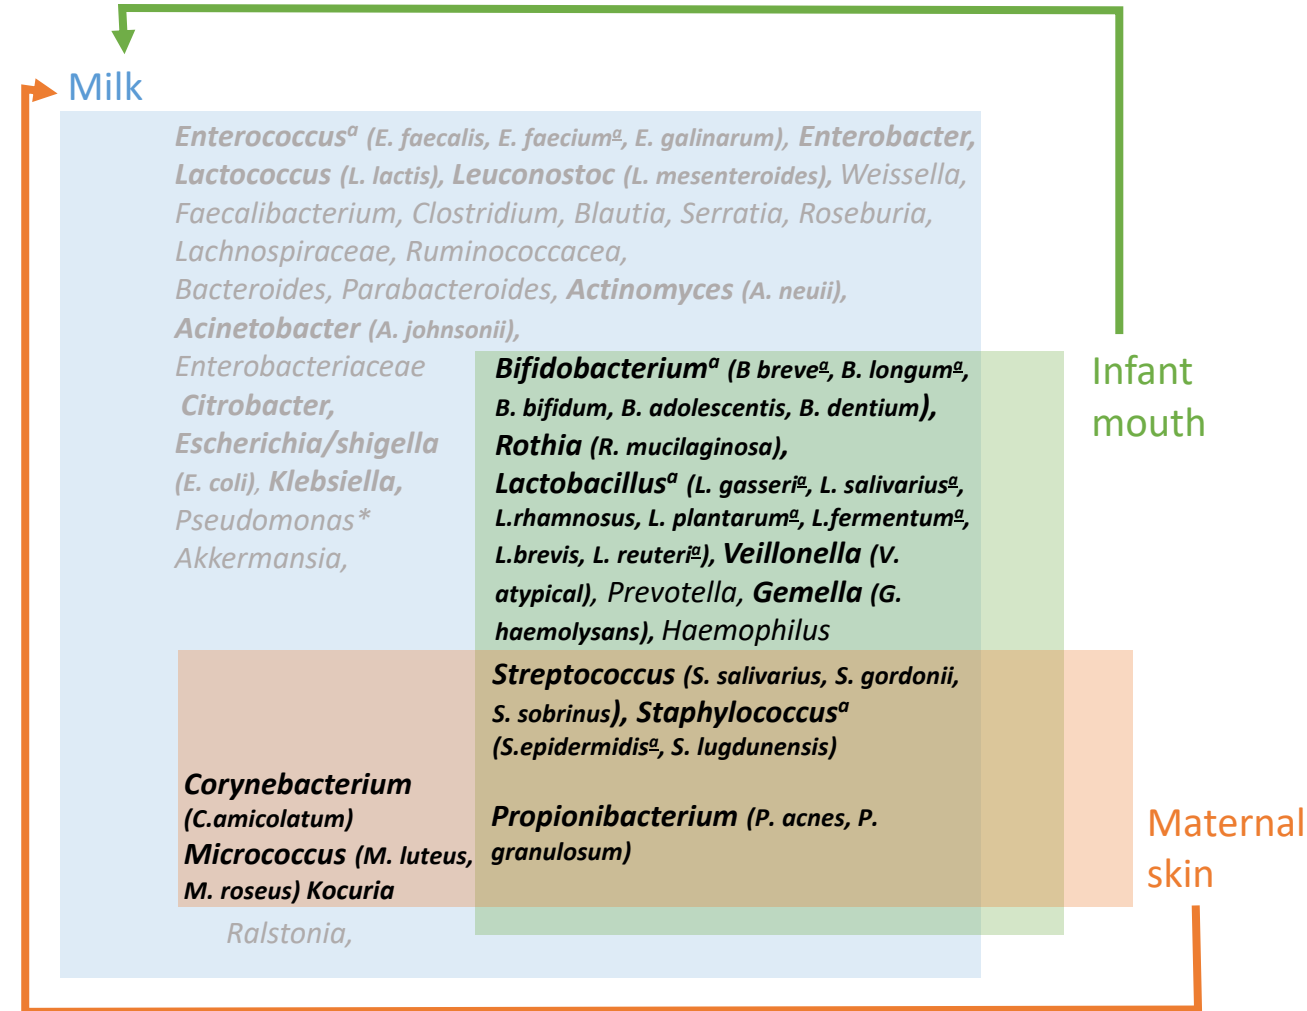 Milk
Enterococcusᵃ (E. faecalis, E. faeciumᵃ, E. galinarum), Enterobacter,
Lactococcus (L. lactis), Leuconostoc (L. mesenteroides), Weissella,
Faecalibacterium, Clostridium, Blautia, Serratia, Roseburia,
Lachnospiraceae, Ruminococcacea,
Bacteroides, Parabacteroides, Actinomyces (A. neuii),
Acinetobacter (A. johnsonii),
Enterobacteriaceae
Citrobacter,
Escherichia/shigella
(E. coli), Klebsiella,
Pseudomonas*
Akkermansia,
Bifidobacteriumᵃ (B breveᵃ, B. longumᵃ,
B. bifidum, B. adolescentis, B. dentium),
Rothia (R. mucilaginosa),
Lactobacillusᵃ (L. gasseriᵃ, L. salivariusᵃ,
L.rhamnosus, L. plantarumᵃ, L.fermentumᵃ,
L.brevis, L. reuteriᵃ), Veillonella (V.
atypical), Prevotella, Gemella (G.
haemolysans), Haemophilus
Infant
mouth
Streptococcus (S. salivarius, S. gordonii,
S. sobrinus), Staphylococcusᵃ
(S.epidermidisᵃ, S. lugdunensis)
Propionibacterium (P. acnes, P.
granulosum)
Corynebacterium
(C.amicolatum)
Micrococcus (M. luteus,
M. roseus) Kocuria
Maternal
skin
Ralstonia,